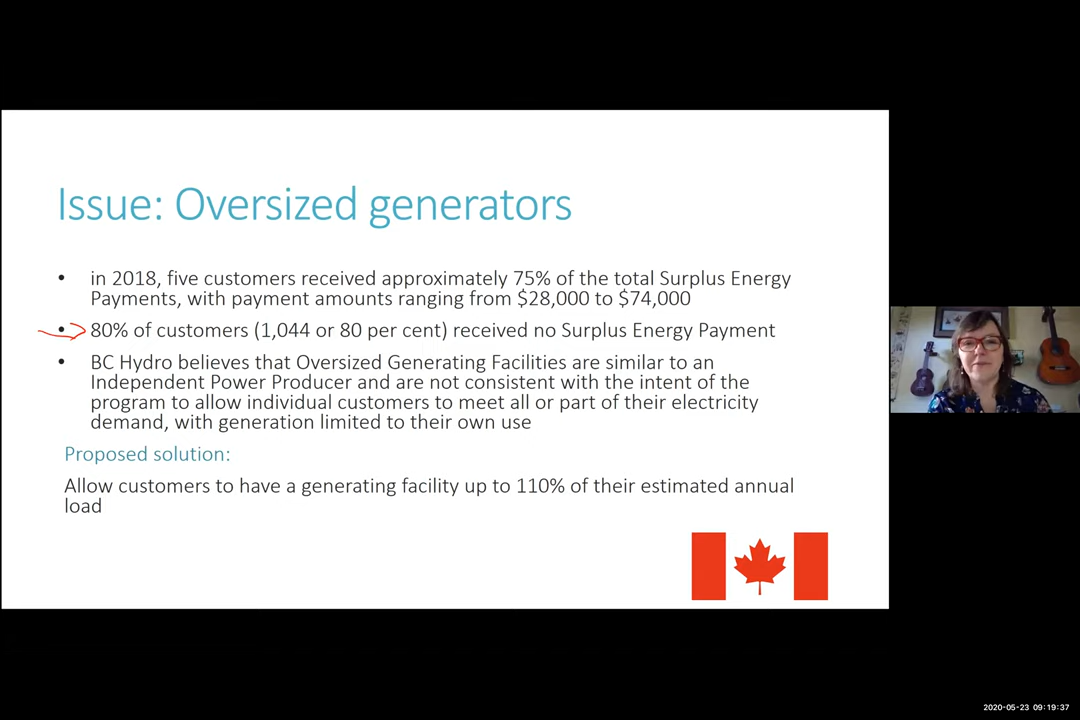 Issue: Oversized generators
• in 2018, five customers received approximately 75% of the total Surplus Energy
Payments, with payment amounts ranging from $28,000 to $74,000
• 80% of customers (1,044 or 80 per cent) received no Surplus Energy Payment
• BC Hydro believes that Oversized Generating Facilities are similar to an
Independent Power Producer and are not consistent with the intent of the
program to allow individual customers to meet all or part of their electricity
demand, with generation limited to their own use
Proposed solution:
Allow customers to have a generating facility up to 110% of their estimated annual
load
2020-05-23 09:19:37